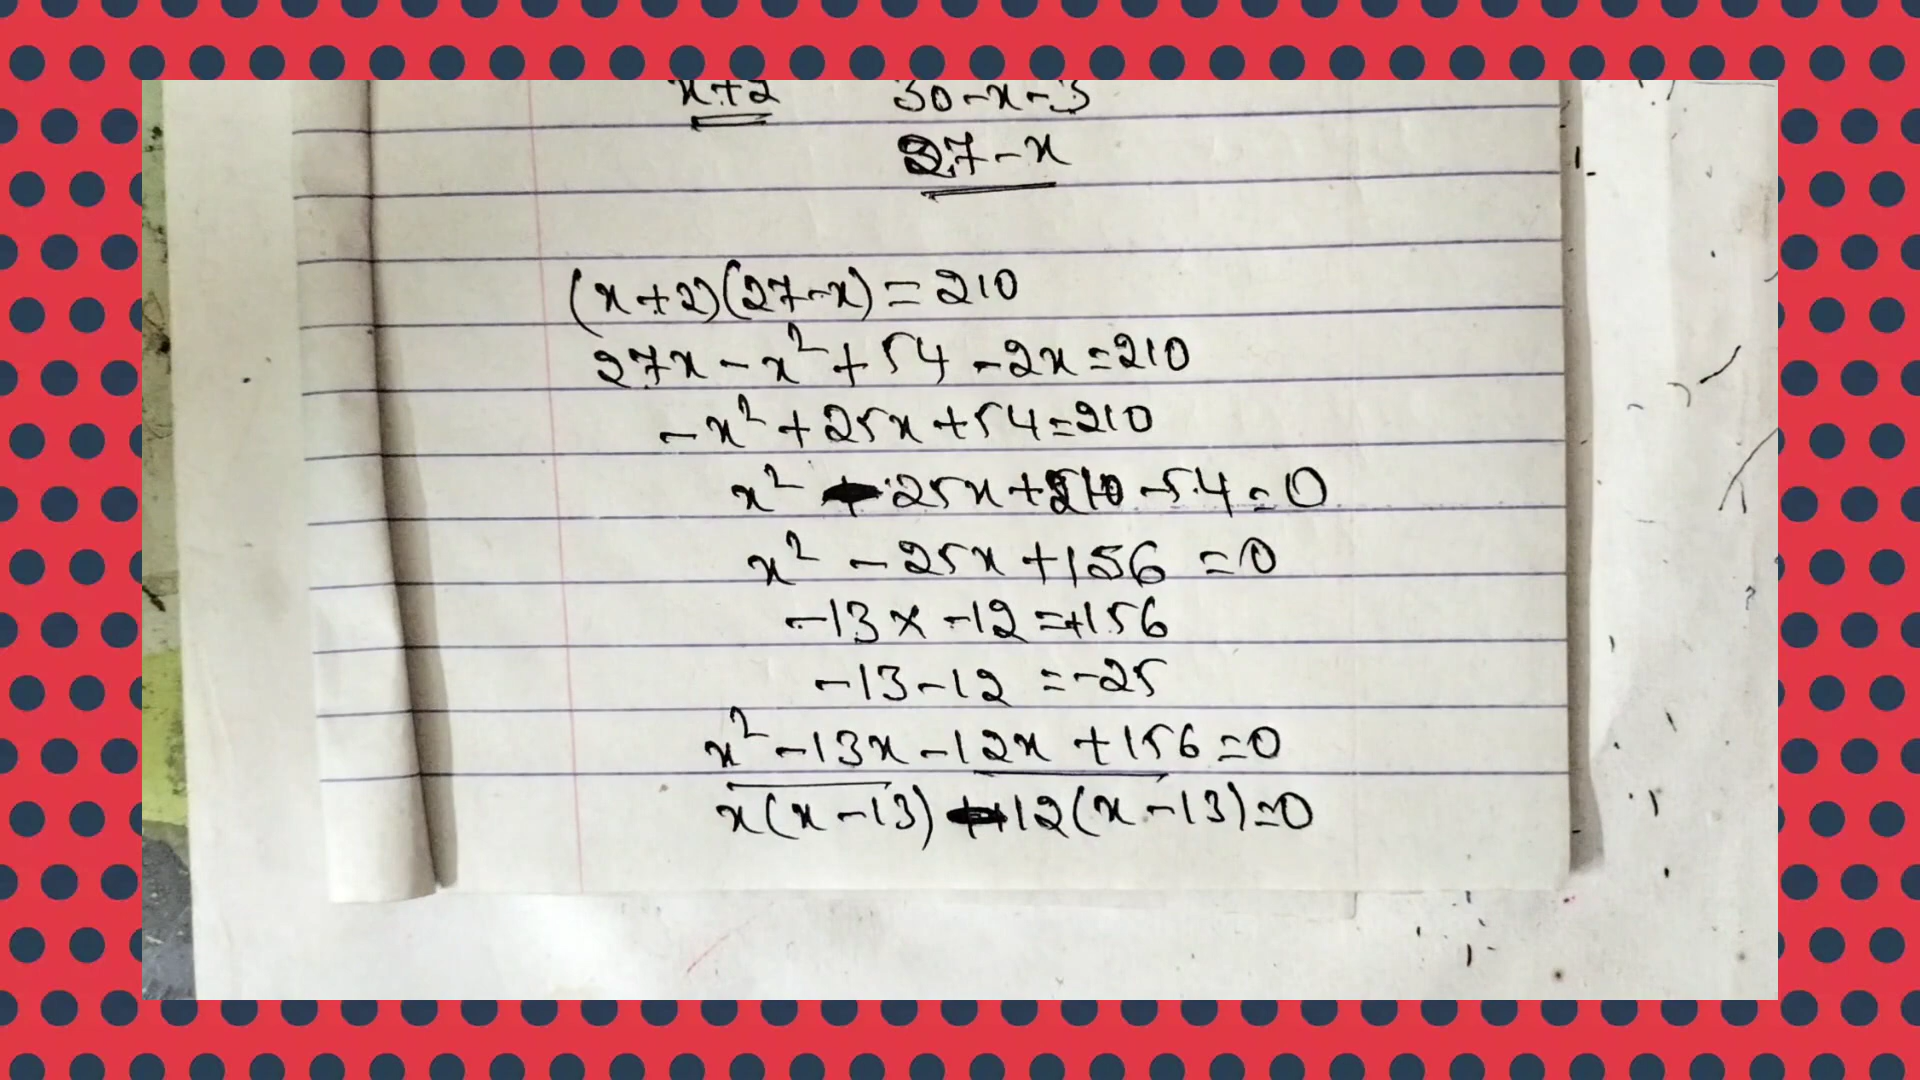 x+2 30-x-3
27-x
(x+2)(27-x)=210
27x-x²+54-2x=210
-x²+25x+54=210
x² - 25x+210-54=0
x² - 25x+156=0
-13x-12=+156
-13-12=-25
x²-13x-12x+156=0
x(x-13)-12(x-13)=0